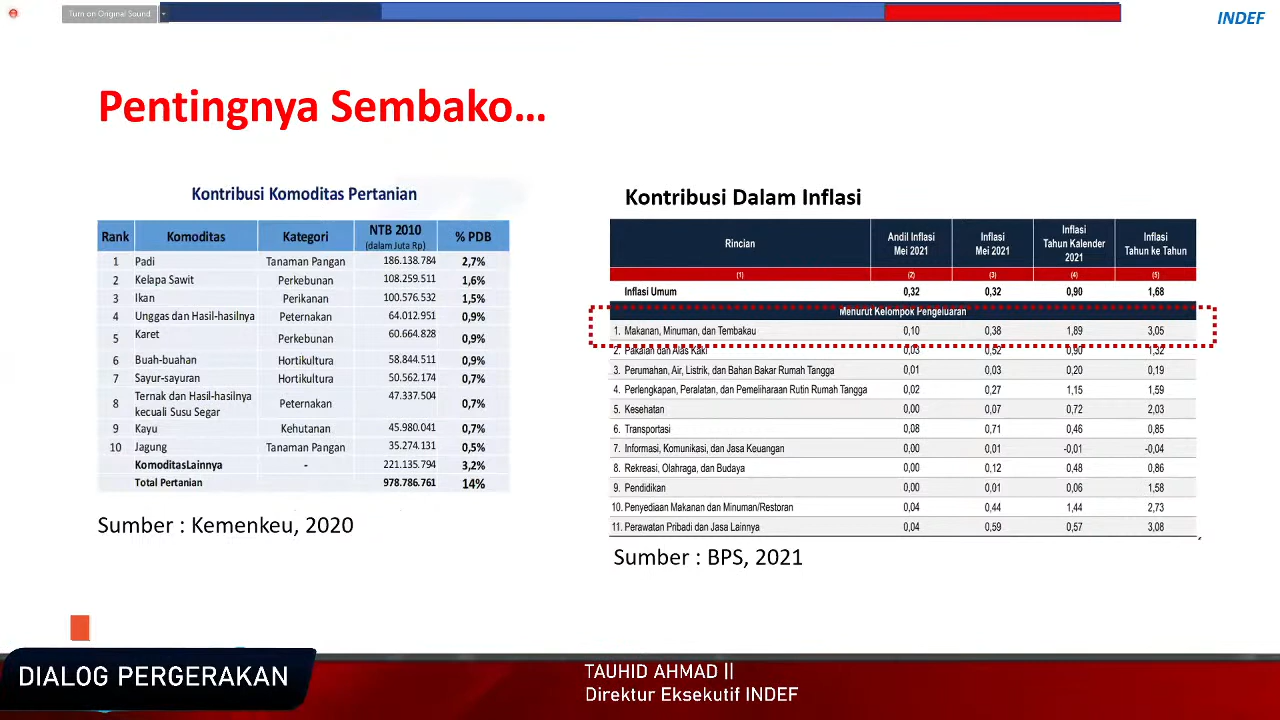 Turn on Original Sound
INDEF
Pentingnya Sembako...
Kontribusi Komoditas Pertanian
Rank Komoditas Kategori NTB 2010 (dalam Juta Rp) % PDB
1 Padi Tanaman Pangan 186.138.784 2,7%
2 Kelapa Sawit Perkebunan 108.259.511 1,6%
3 Ikan Perikanan 100.576.532 1,5%
4 Unggas dan Hasil-hasilnya Peternakan 64.012.951 0,9%
5 Karet Perkebunan 60.664.828 0,9%
6 Buah-buahan Hortikultura 58.844.511 0,9%
7 Sayur-sayuran Hortikultura 50.562.174 0,7%
8 Ternak dan Hasil-hasilnya kecuali Susu Segar Peternakan 47.337.504 0,7%
9 Kayu Kehutanan 45.980.041 0,7%
10 Jagung Tanaman Pangan 35.274.131 0,5%
KomoditasLainnya - 221.135.794 3,2%
Total Pertanian 978.786.761 14%
Sumber : Kemenkeu, 2020
Kontribusi Dalam Inflasi
Rincian Andil Inflasi Mei 2021 Inflasi Mei 2021 Inflasi Tahun Kalender 2021 Inflasi Tahun ke Tahun
(1) (2) (3) (4) (5)
Inflasi Umum 0,32 0,32 0,90 1,68
Menurut Kelompok Pengeluaran
1. Makanan, Minuman, dan Tembakau 0,10 0,38 1,89 3,05
2. Pakaian dan Alas Kaki 0,03 0,52 0,90 1,32
3. Perumahan, Air, Listrik, dan Bahan Bakar Rumah Tangga 0,01 0,03 0,20 0,19
4. Perlengkapan, Peralatan, dan Pemeliharaan Rutin Rumah Tangga 0,02 0,27 1,15 1,59
5. Kesehatan 0,00 0,07 0,72 2,03
6. Transportasi 0,08 0,71 0,46 0,85
7. Informasi, Komunikasi, dan Jasa Keuangan 0,00 0,01 -0,01 -0,04
8. Rekreasi, Olahraga, dan Budaya 0,00 0,12 0,48 0,86
9. Pendidikan 0,00 0,01 0,06 1,58
10. Penyediaan Makanan dan Minuman/Restoran 0,04 0,44 1,44 2,73
11. Perawatan Pribadi dan Jasa Lainnya 0,04 0,59 0,57 3,08
Sumber : BPS, 2021
DIALOG PERGERAKAN
TAUHID AHMAD ||
Direktur Eksekutif INDEF